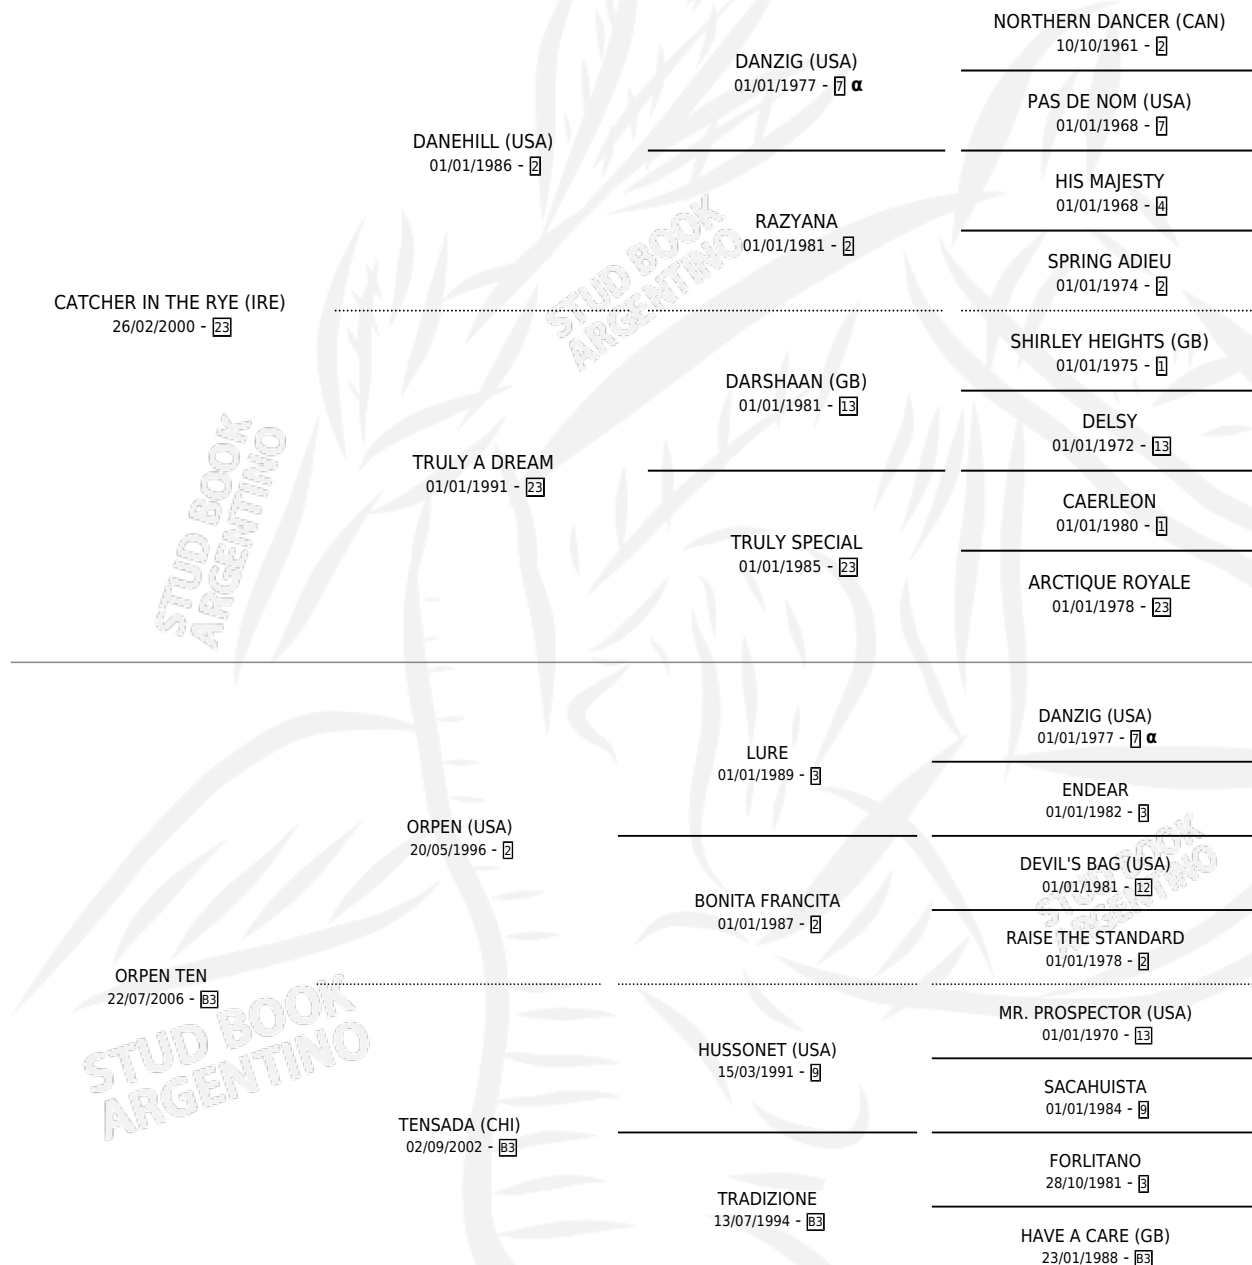 NORTHERN DANCER (CAN)
10/10/1961 - 2
DANZIG (USA)
01/01/1977 - 7 α
PAS DE NOM (USA)
01/01/1968 - 7
DANEHILL (USA)
01/01/1986 - 2
HIS MAJESTY
01/01/1968 - 4
RAZYANA
01/01/1981 - 2
SPRING ADIEU
01/01/1974 - 2
CATCHER IN THE RYE (IRE)
26/02/2000 - 23
SHIRLEY HEIGHTS (GB)
01/01/1975 - 1
DARSHAAN (GB)
01/01/1981 - 13
DELSY
01/01/1972 - 13
TRULY A DREAM
01/01/1991 - 23
CAERLEON
01/01/1980 - 1
TRULY SPECIAL
01/01/1985 - 23
ARCTIQUE ROYALE
01/01/1978 - 23
DANZIG (USA)
01/01/1977 - 7 α
LURE
01/01/1989 - 3
ENDEAR
01/01/1982 - 3
ORPEN (USA)
20/05/1996 - 2
DEVIL'S BAG (USA)
01/01/1981 - 12
BONITA FRANCITA
01/01/1987 - 2
RAISE THE STANDARD
01/01/1978 - 2
ORPEN TEN
22/07/2006 - B3
MR. PROSPECTOR (USA)
01/01/1970 - 13
HUSSONET (USA)
15/03/1991 - 9
SACAHUISTA
01/01/1984 - 9
TENSADA (CHI)
02/09/2002 - B3
FORLITANO
28/10/1981 - 3
TRADIZIONE
13/07/1994 - B3
HAVE A CARE (GB)
23/01/1988 - B3
STUD BOOK
ARGENTINO
STUD BOOK
ARGENTINO
STUD BOOK
ARGENTINO
STUD BOOK
ARGENTINO